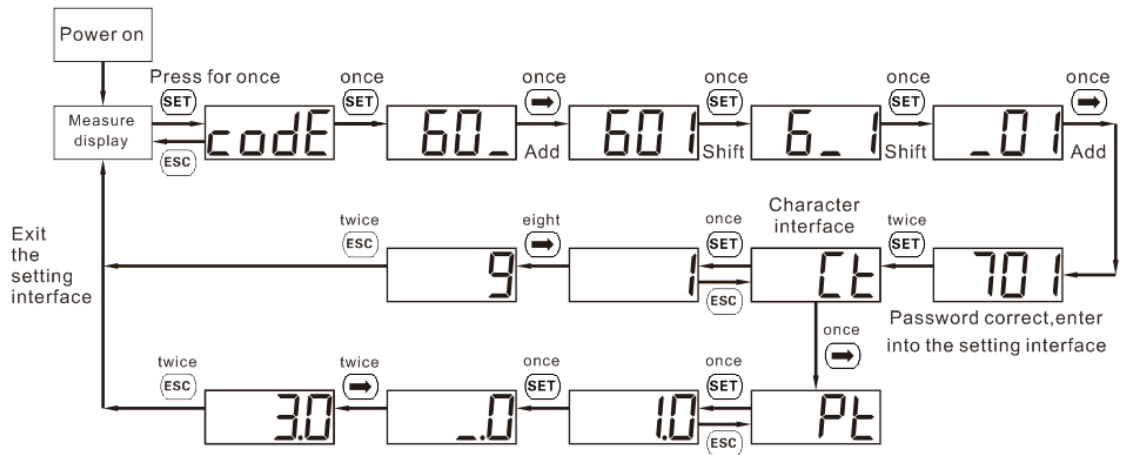 Power on
Press for once
once
once
once
once
once
SET
SET
SET
SET
Measure
display
codE
60_
601
6_1
_01
ESC
Add
Shift
Shift
Add
Exit
the
setting
interface
twice
eight
once
Character
interface
twice
ESC
SET
SET
9
1
Ct
701
ESC
Password correct,enter
into the setting interface
once
twice
twice
once
once
ESC
SET
SET
3.0
_.0
1.0
Pt
ESC